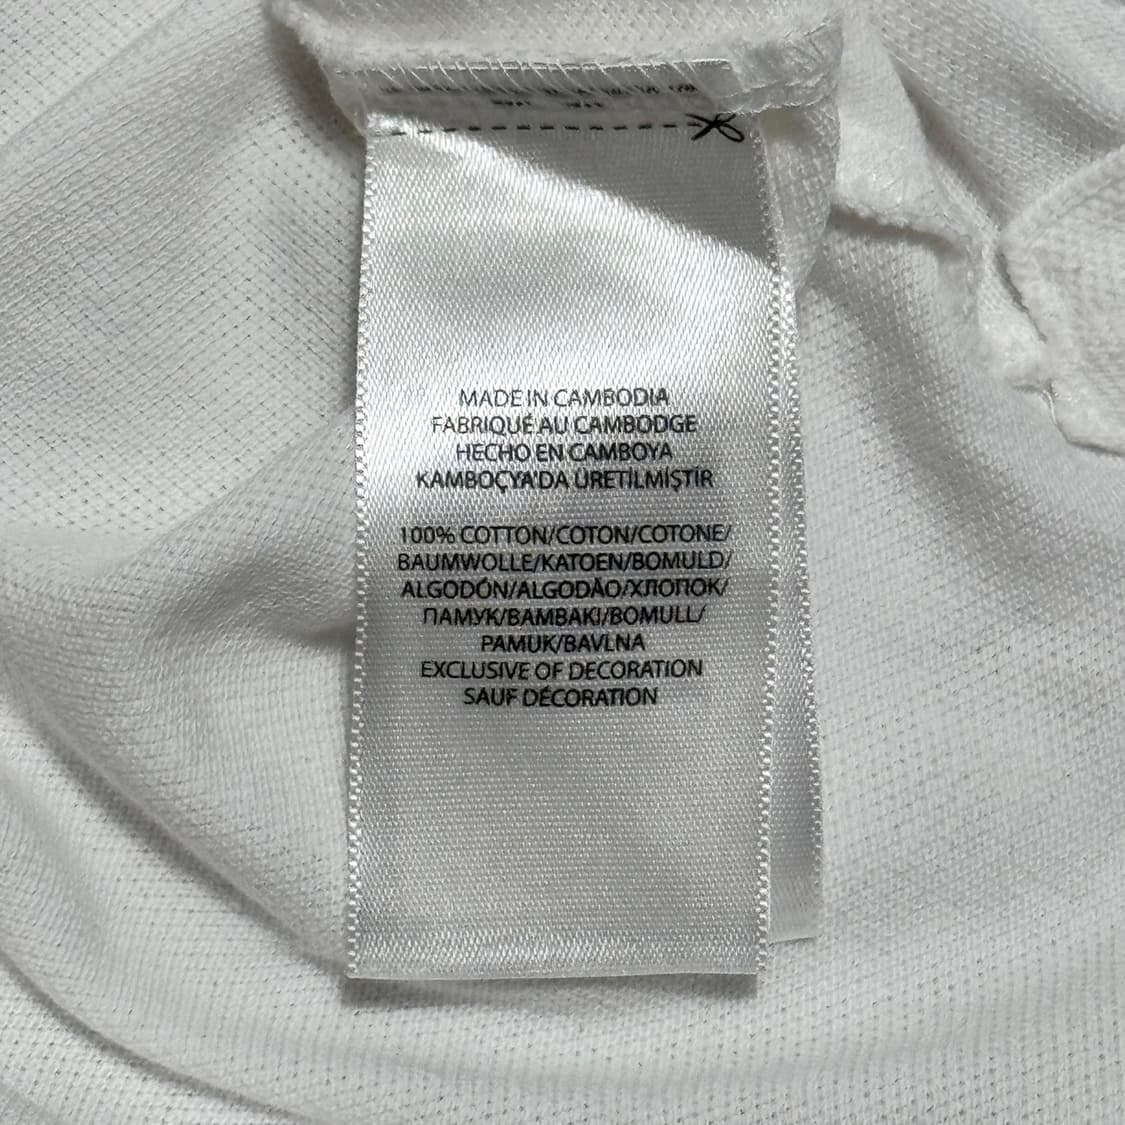 MADE IN CAMBODIA
FABRIQUÉ AU CAMBODGE
HECHO EN CAMBOYA
KAMBOÇYA'DA ÜRETİLMİŞTİR
100% COTTON/COTON/COTONE/
BAUMWOLLE/KATOEN/BOMULD/
ALGODÓN/ALGODÃO/ХЛОПОК/
ПАМУК/BAMBAKI/BOMULL/
PAMUK/BAVLNA
EXCLUSIVE OF DECORATION
SAUF DÉCORATION